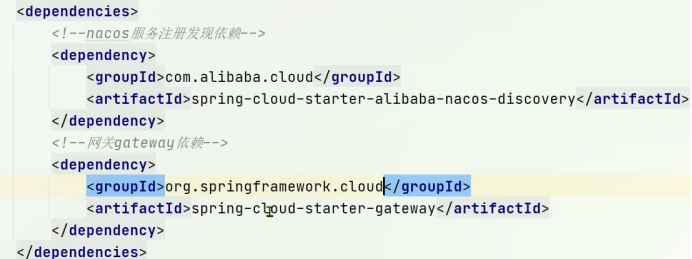 <dependencies>
<!--nacos服务注册发现依赖-->
<dependency>
<groupId>com.alibaba.cloud</groupId>
<artifactId>spring-cloud-starter-alibaba-nacos-discovery</artifactId>
</dependency>
<!--网关gateway依赖-->
<dependency>
<groupId>org.springframework.cloud</groupId>
<artifactId>spring-cloud-starter-gateway</artifactId>
</dependency>
</dependencies>